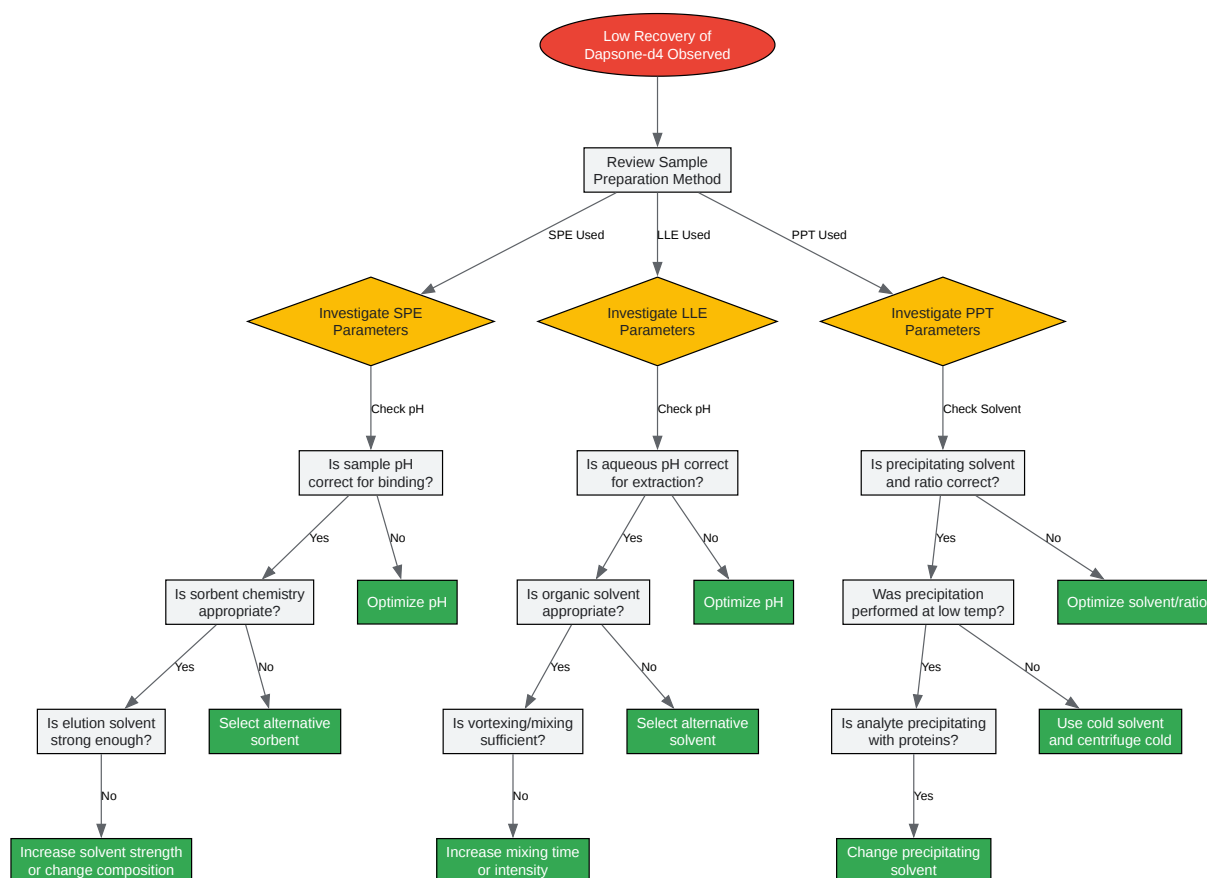 Low Recovery of
Dapsone-d4 Observed
Review Sample
Preparation Method
SPE Used
LLE Used
PPT Used
Investigate SPE
Parameters
Investigate LLE
Parameters
Investigate PPT
Parameters
Check pH
Check pH
Check Solvent
Is sample pH
correct for binding?
Is aqueous pH correct
for extraction?
Is precipitating solvent
and ratio correct?
Yes
No
Yes
No
Yes
No
Is sorbent chemistry
appropriate?
Optimize pH
Is organic solvent
appropriate?
Optimize pH
Was precipitation
performed at low temp?
Optimize solvent/ratio
Yes
No
Yes
No
Yes
No
Is elution solvent
strong enough?
Select alternative
sorbent
Is vortexing/mixing
sufficient?
Select alternative
solvent
Is analyte precipitating
with proteins?
Use cold solvent
and centrifuge cold
No
No
Yes
Increase solvent strength
or change composition
Increase mixing time
or intensity
Change precipitating
solvent